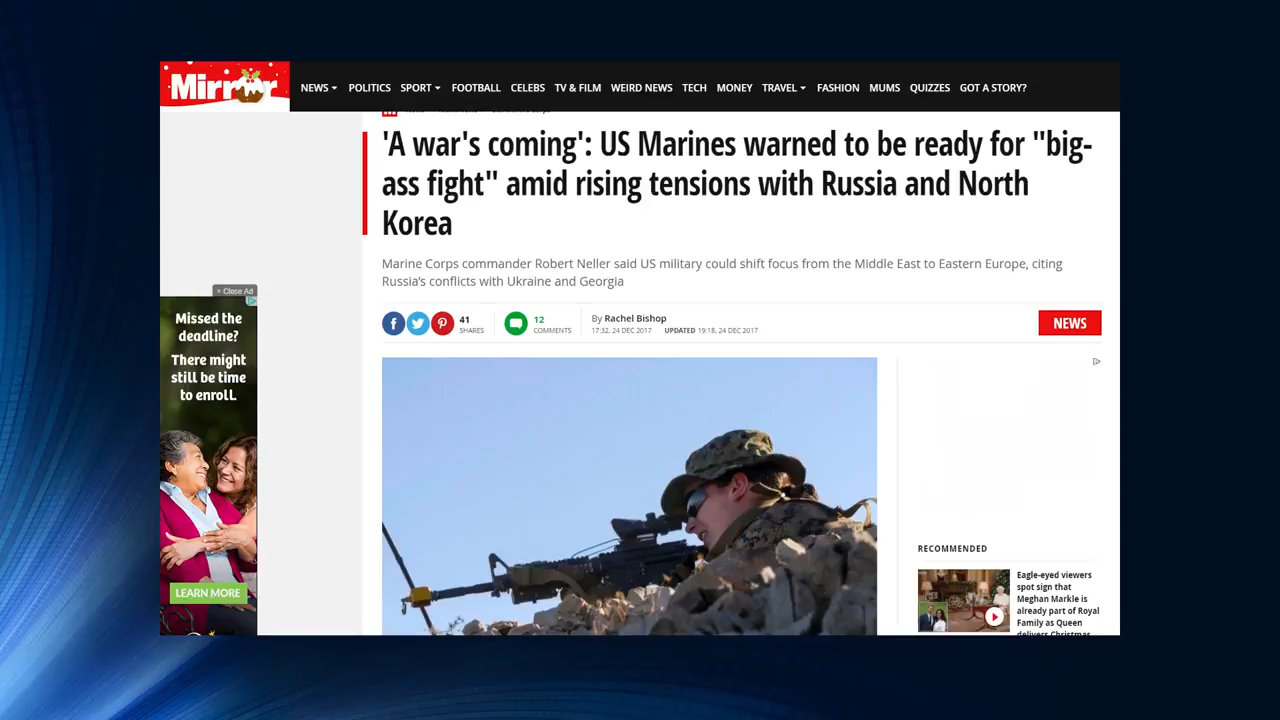 Mirror
NEWS
POLITICS
SPORT
FOOTBALL
CELEBS
TV & FILM
WEIRD NEWS
TECH
MONEY
TRAVEL
FASHION
MUMS
QUIZZES
GOT A STORY?
'A war's coming': US Marines warned to be ready for "big-
ass fight" amid rising tensions with Russia and North
Korea
Marine Corps commander Robert Neller said US military could shift focus from the Middle East to Eastern Europe, citing
Russia's conflicts with Ukraine and Georgia
41
SHARES
12
COMMENTS
By Rachel Bishop
17:32, 24 DEC 2017 UPDATED 19:18, 24 DEC 2017
NEWS
× Close Ad
Missed the
deadline?
There might
still be time
to enroll.
LEARN MORE
RECOMMENDED
Eagle-eyed viewers
spot sign that
Meghan Markle is
already part of Royal
Family as Queen
delivers Christmas